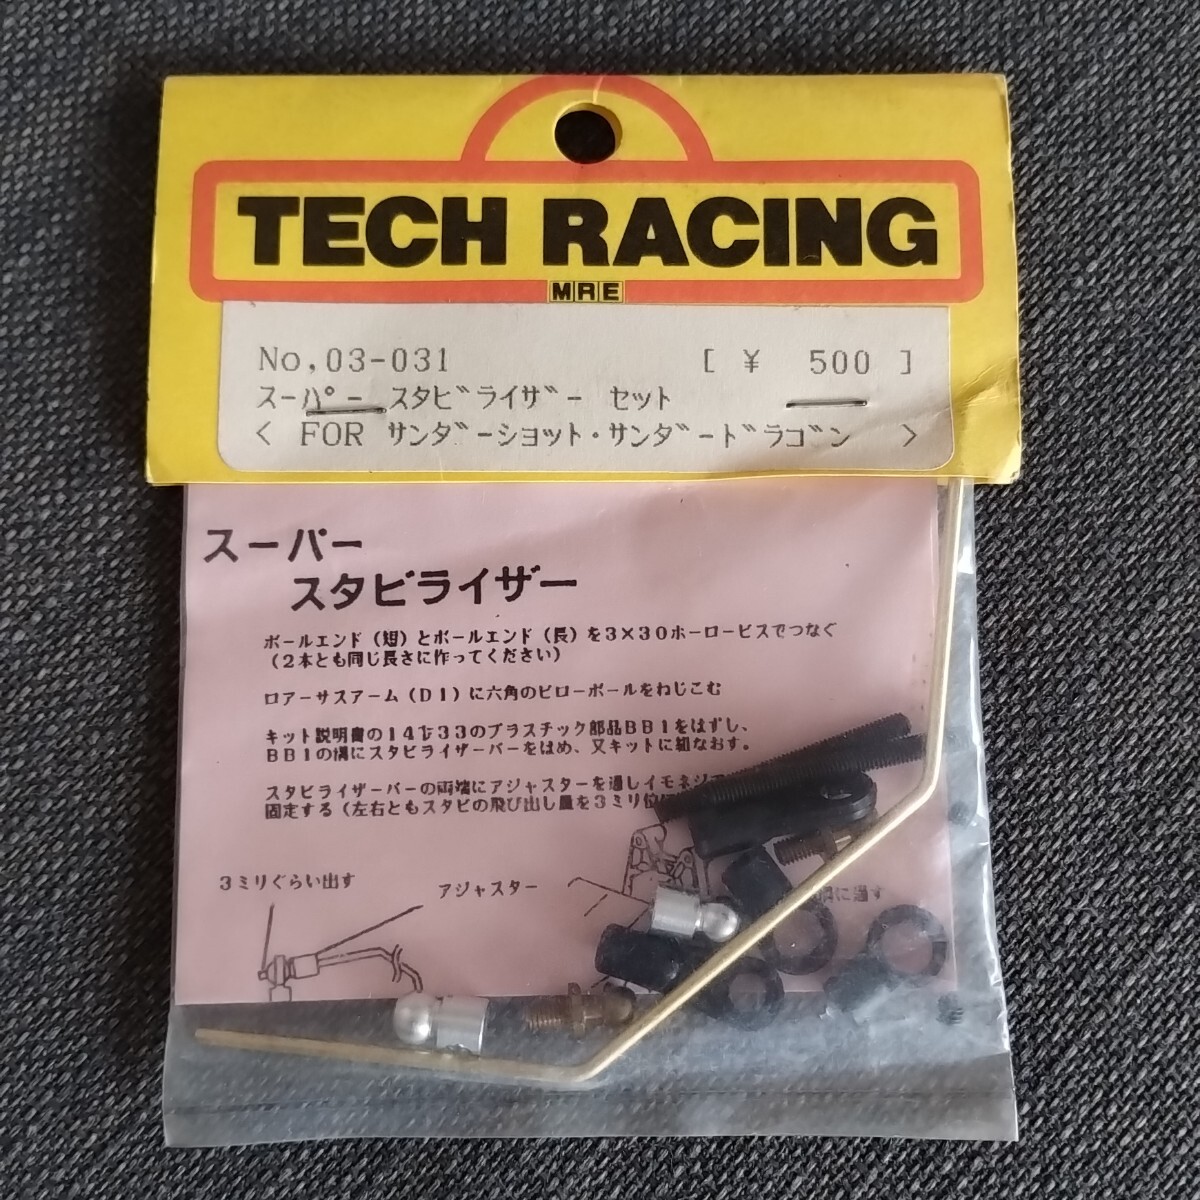 TECH RACING
MRE
No,03-031 [ ¥ 500 ]
スーパー スタビライザー セット
< FOR サンダーショット・サンダードラゴン >
スーパー
スタビライザー
ボールエンド(短)とボールエンド(長)を3×30ホーロービスでつなぐ
(2本とも同じ長さに作ってください)
ロアーサスアーム(D1)に六角のピローボールをねじこむ
キット説明書の14で33のプラスチック部品BB1をはずし、
BB1の溝にスタビライザーバーをはめ、又キットに組なおす。
スタビライザーバーの両端にアジャスターを通しイモネジで
固定する(左右ともスタビの飛び出し量を3ミリ位に
3ミリぐらい出す
アジャスター
に通す